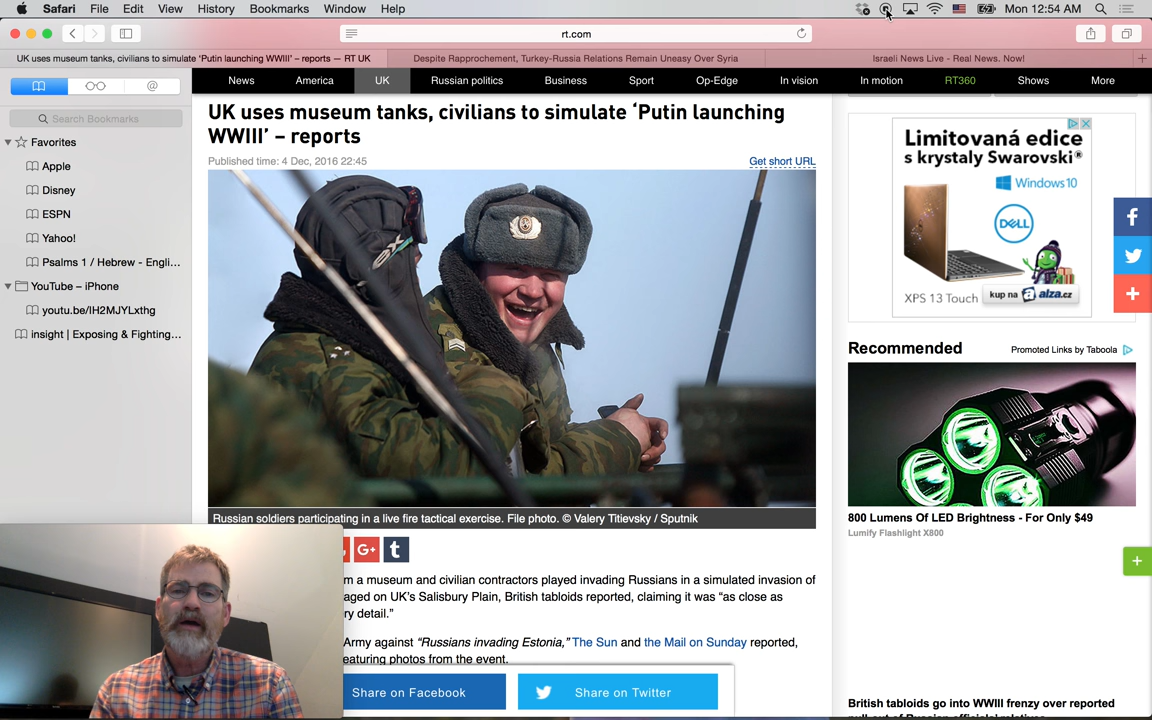 Safari File Edit View History Bookmarks Window Help Mon 12:54 AM
rt.com
UK uses museum tanks, civilians to simulate ‘Putin launching WWIII’ – reports — RT UK
Despite Rapprochement, Turkey-Russia Relations Remain Uneasy Over Syria
Israeli News Live - Real News. Now!
Search Bookmarks
Favorites
Apple
Disney
ESPN
Yahoo!
Psalms 1 / Hebrew - Engli...
YouTube – iPhone
youtu.be/IH2MJYLxthg
insight | Exposing & Fighting...
News America UK Russian politics Business Sport Op-Edge In vision In motion RT360 Shows More
UK uses museum tanks, civilians to simulate ‘Putin launching
WWIII’ – reports
Published time: 4 Dec, 2016 22:45
Get short URL
Russian soldiers participating in a live fire tactical exercise. File photo. © Valery Titievsky / Sputnik
G+
t
m a museum and civilian contractors played invading Russians in a simulated invasion of
aged on UK’s Salisbury Plain, British tabloids reported, claiming it was “as close as
ry detail.”
Army against “Russians invading Estonia,” The Sun and the Mail on Sunday reported,
eaturing photos from the event.
Share on Facebook
Share on Twitter
Limitovaná edice
s krystaly Swarovski®
Windows 10
DELL
XPS 13 Touch
kup na alza.cz
f
Recommended
Promoted Links by Taboola
800 Lumens Of LED Brightness - For Only $49
Lumify Flashlight X800
British tabloids go into WWIII frenzy over reported